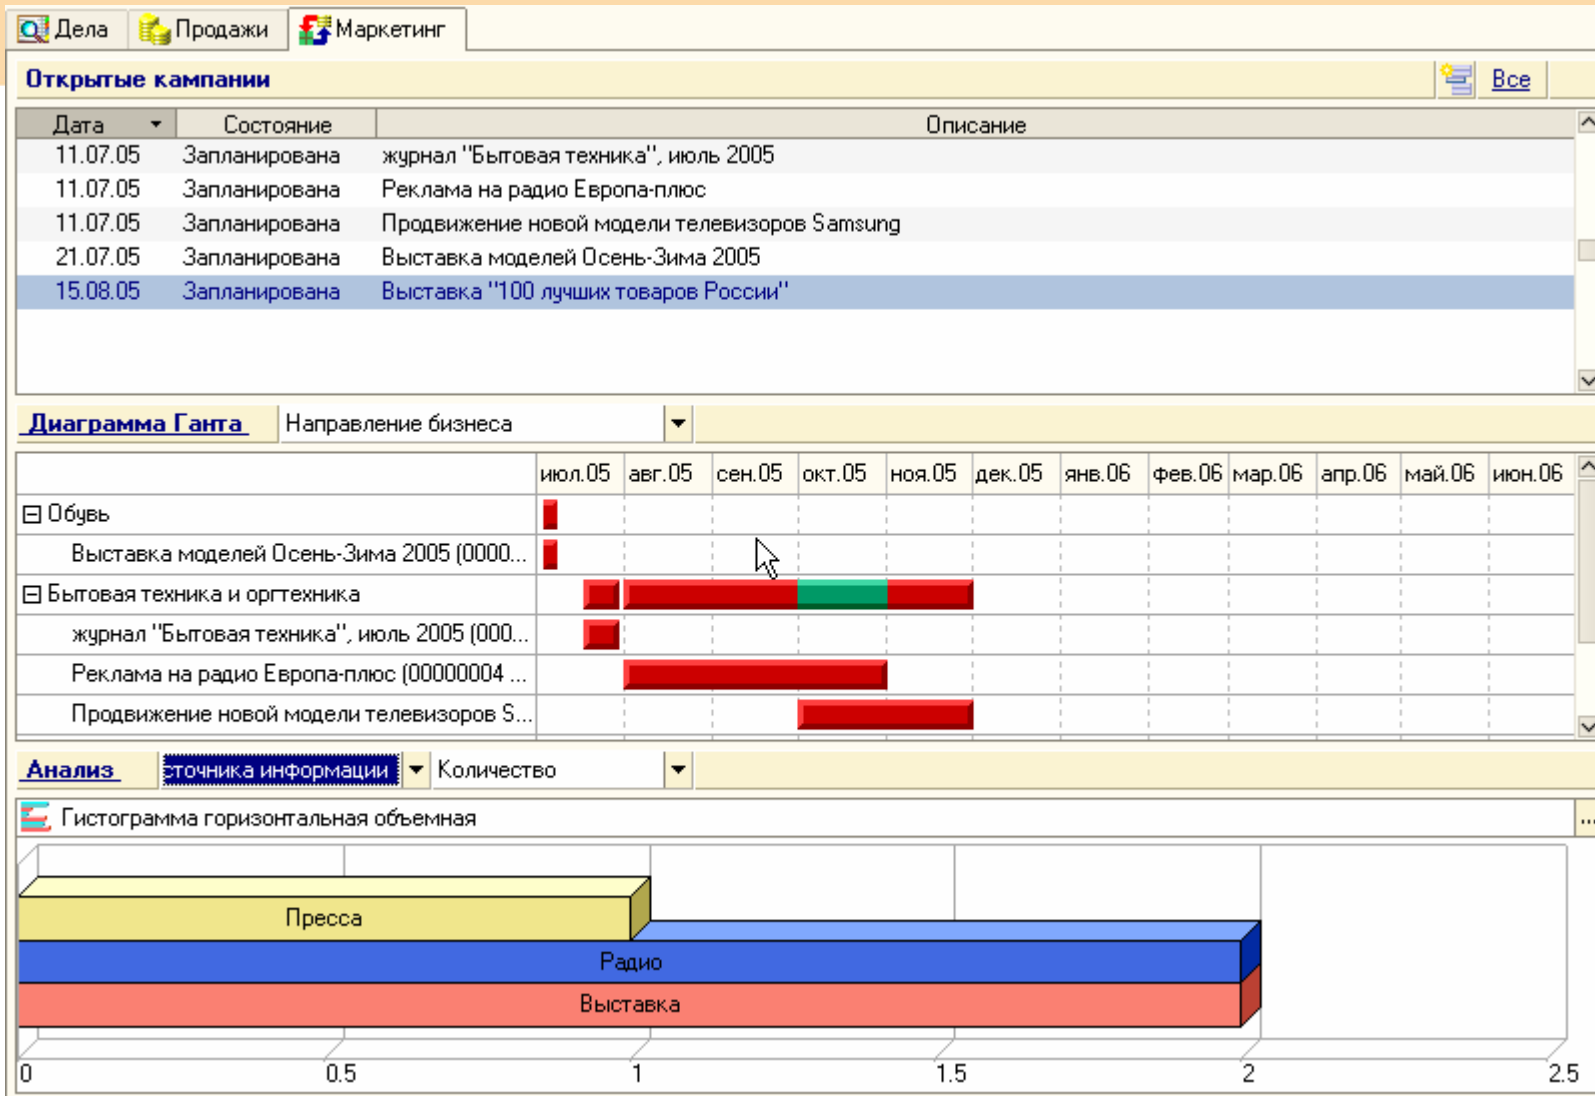 Дела Продажи Маркетинг
Открытые кампании Все
Дата Состояние Описание
11.07.05 Запланирована журнал "Бытовая техника", июль 2005
11.07.05 Запланирована Реклама на радио Европа-плюс
11.07.05 Запланирована Продвижение новой модели телевизоров Samsung
21.07.05 Запланирована Выставка моделей Осень-Зима 2005
15.08.05 Запланирована Выставка "100 лучших товаров России"
Диаграмма Ганта Направление бизнеса
июл.05 авг.05 сен.05 окт.05 ноя.05 дек.05 янв.06 фев.06 мар.06 апр.06 май.06 июн.06
Обувь
Выставка моделей Осень-Зима 2005 (0000...
Бытовая техника и оргтехника
журнал "Бытовая техника", июль 2005 (000...
Реклама на радио Европа-плюс (00000004 ...
Продвижение новой модели телевизоров S...
Анализ сточника информации Количество
Гистограмма горизонтальная объемная ...
Пресса
Радио
Выставка
0 0.5 1 1.5 2 2.5